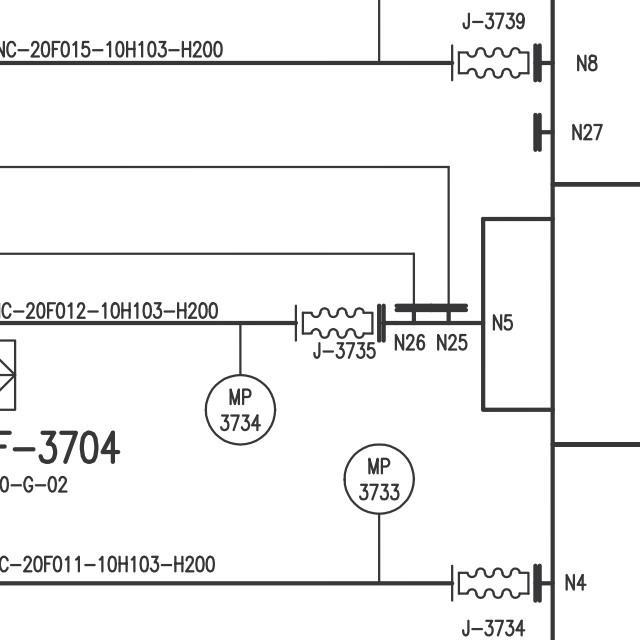 J-3739
NC-20F015-10H103-H200
N8
N27
C-20F012-10H103-H200
N5
J-3735
N26
N25
MP
3734
F-3704
MP
3733
0-G-02
C-20F011-10H103-H200
N4
J-3734